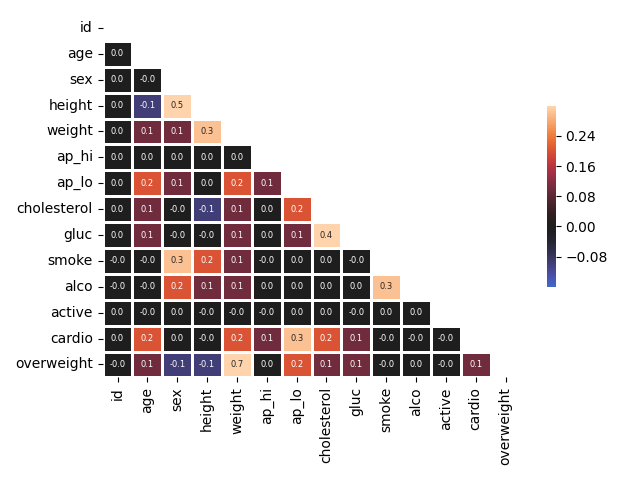 id
age 0.0
sex 0.0 -0.0
height 0.0 -0.1 0.5
weight 0.0 0.1 0.1 0.3
ap_hi 0.0 0.0 0.0 0.0 0.0
ap_lo 0.0 0.2 0.1 0.0 0.2 0.1
cholesterol 0.0 0.1 -0.0 -0.1 0.1 0.0 0.2
gluc 0.0 0.1 -0.0 -0.0 0.1 0.0 0.1 0.4
smoke -0.0 -0.0 0.3 0.2 0.1 -0.0 0.0 0.0 -0.0
alco -0.0 -0.0 0.2 0.1 0.1 0.0 0.0 0.0 0.0 0.3
active -0.0 -0.0 0.0 -0.0 -0.0 -0.0 0.0 0.0 -0.0 0.0 0.0
cardio 0.0 0.2 0.0 -0.0 0.2 0.1 0.3 0.2 0.1 -0.0 -0.0 -0.0
overweight -0.0 0.1 -0.1 -0.1 0.7 0.0 0.2 0.1 0.1 -0.0 0.0 -0.0 0.1
id age sex height weight ap_hi ap_lo cholesterol gluc smoke alco active cardio overweight
0.24
0.16
0.08
0.00
−0.08